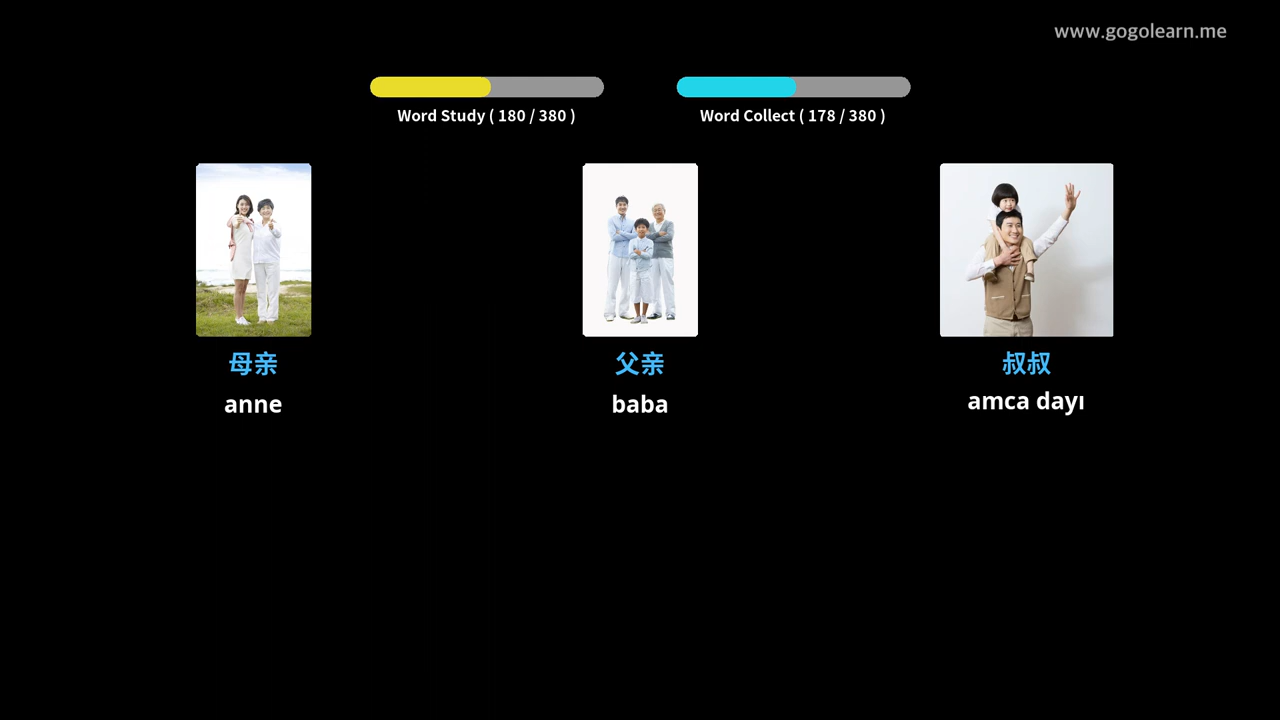 www.gogolearn.me
Word Study ( 180 / 380 )
Word Collect ( 178 / 380 )
母亲
父亲
叔叔
anne
baba
amca dayı